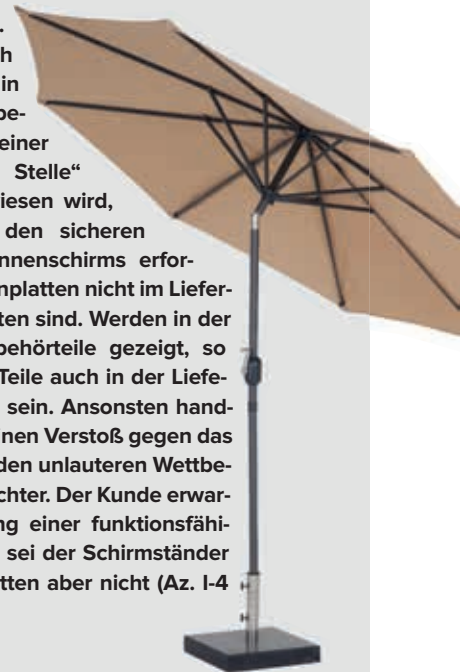 .
h
in
be-
einer
Stelle“
iesen wird,
den sicheren
nnenschirms erfor-
nplatten nicht im Liefer-
ten sind. Werden in der
behörteile gezeigt, so
Teile auch in der Liefe-
sein. Ansonsten hand-
inen Verstoß gegen das
den unlauteren Wettbe-
chter. Der Kunde erwar-
ng einer funktionsfähi-
sei der Schirmständer
tten aber nicht (Az. I-4